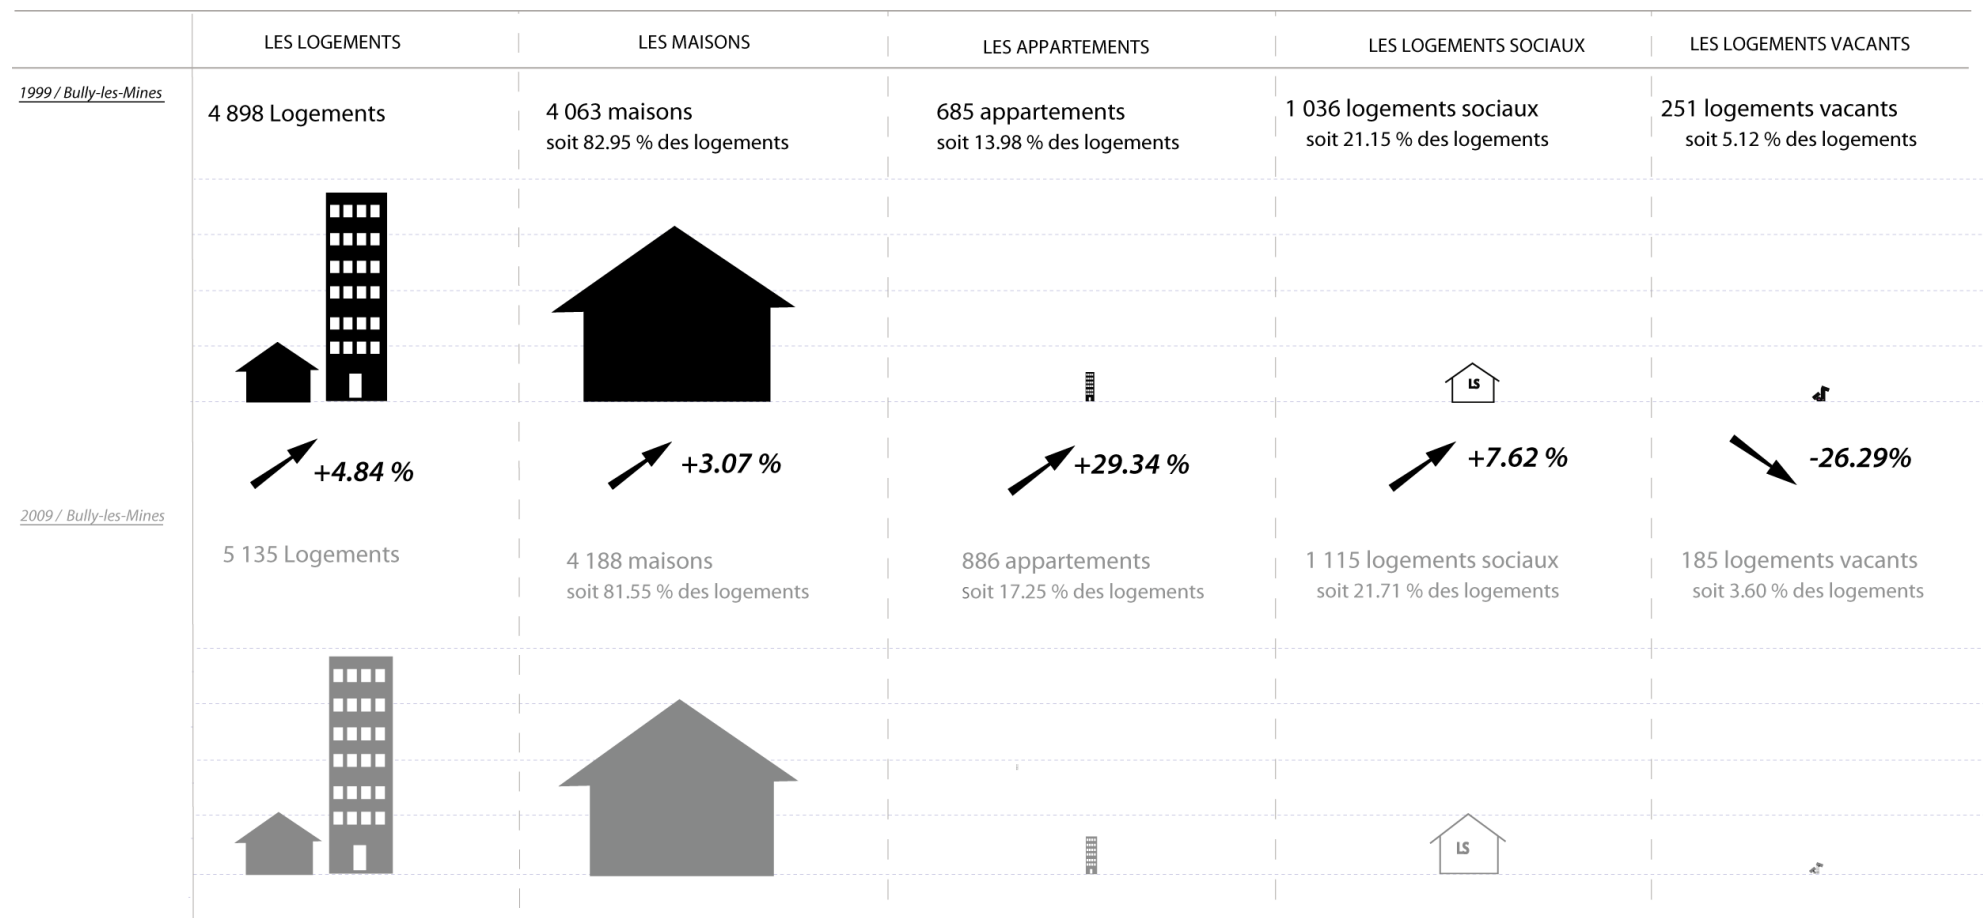 LES LOGEMENTS
LES MAISONS
LES APPARTEMENTS
LES LOGEMENTS SOCIAUX
LES LOGEMENTS VACANTS
1999 / Bully-les-Mines
4 898 Logements
4 063 maisons
soit 82.95 % des logements
685 appartements
soit 13.98 % des logements
1 036 logements sociaux
soit 21.15 % des logements
251 logements vacants
soit 5.12 % des logements
LS
+4.84 %
+3.07 %
+29.34 %
+7.62 %
-26.29%
2009 / Bully-les-Mines
5 135 Logements
4 188 maisons
soit 81.55 % des logements
886 appartements
soit 17.25 % des logements
1 115 logements sociaux
soit 21.71 % des logements
185 logements vacants
soit 3.60 % des logements
LS